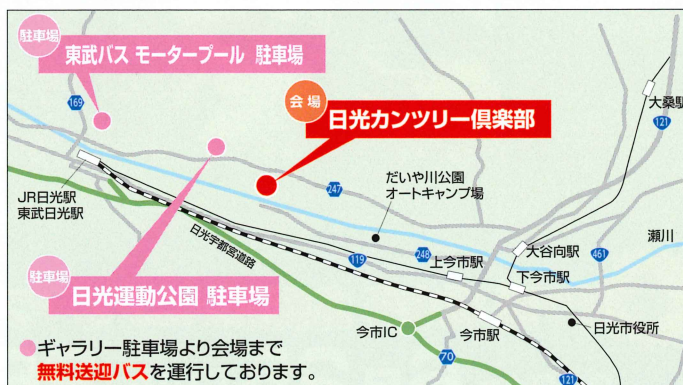 駐車場
東武バス モータープール 駐車場
169
会場
日光カンツリー倶楽部
大桑駅
121
JR日光駅
東武日光駅
247
だいや川公園
オートキャンプ場
日光宇都宮道路
119
248
上今市駅
大谷向駅
下今市駅
461
瀬川
駐車場
日光運動公園 駐車場
今市IC
今市駅
日光市役所
70
121
ギャラリー駐車場より会場まで
無料送迎バスを運行しております。